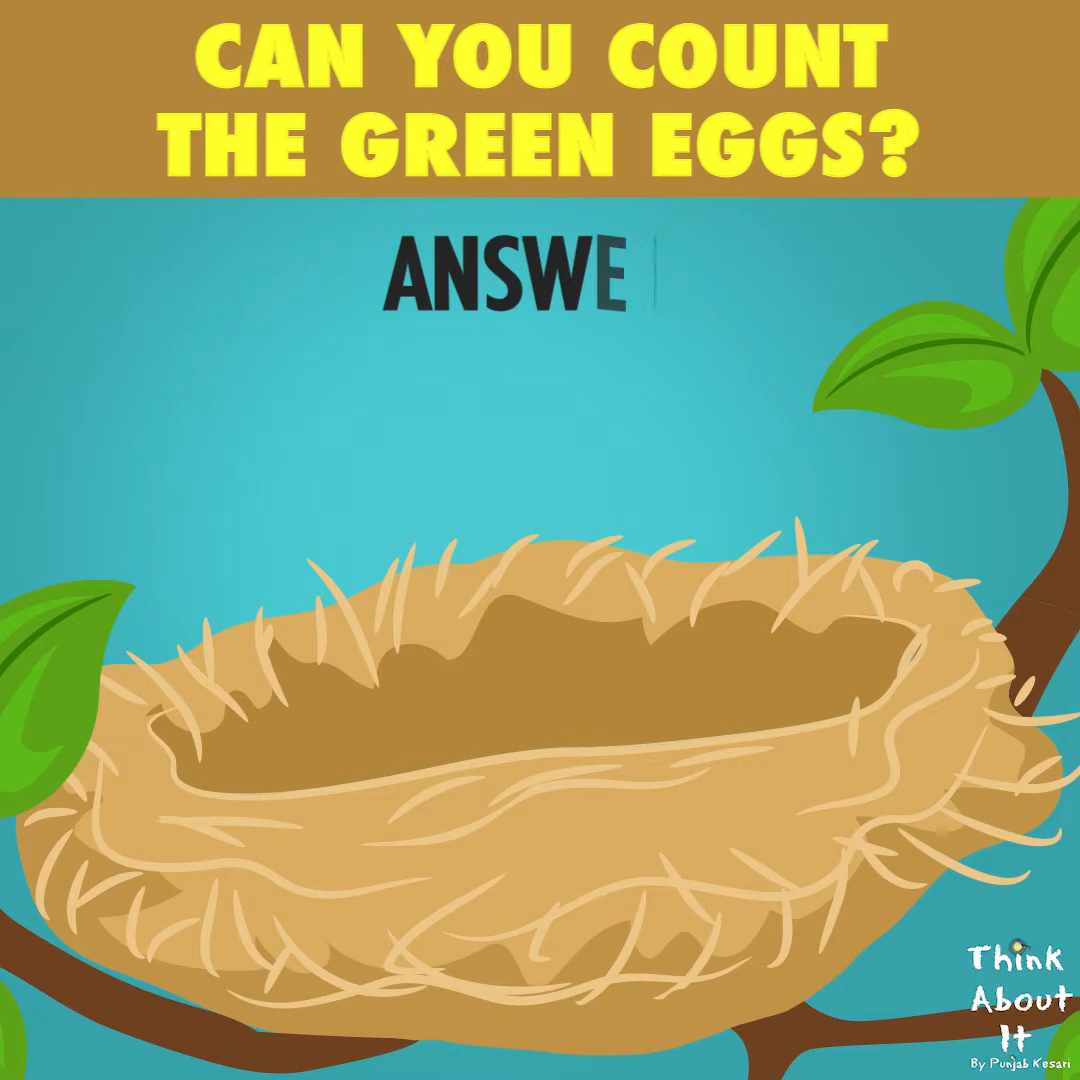 CAN YOU COUNT
THE GREEN EGGS?
ANSWE
Think
About
It
By Punjab Kesari